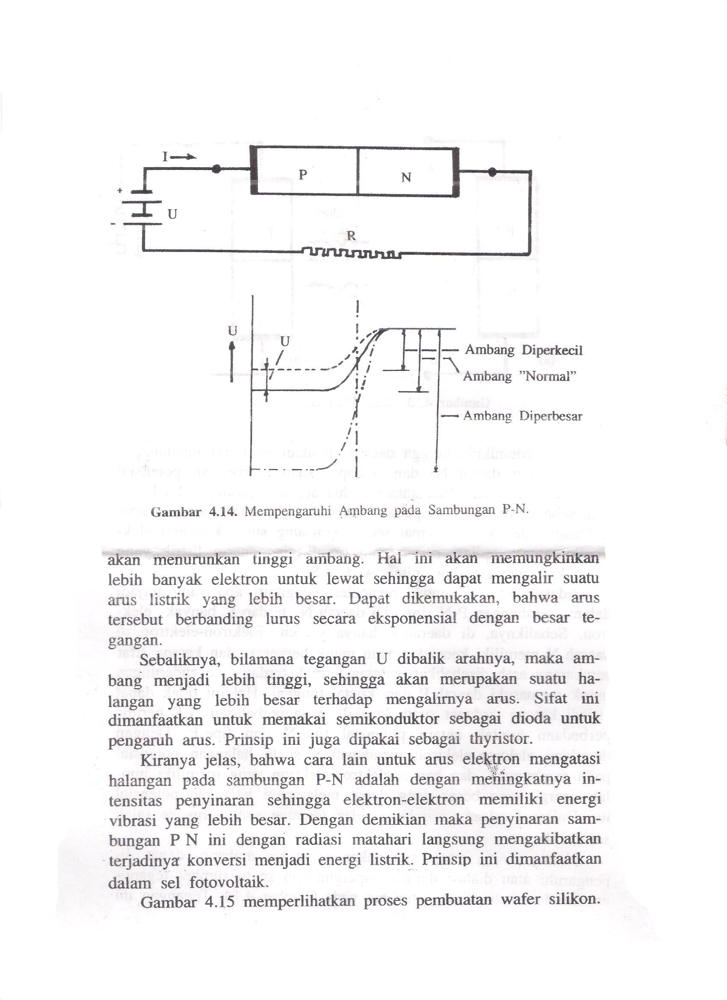 I
P
N
+
U
-
R
U
U
Ambang Diperkecil
Ambang ”Normal”
Ambang Diperbesar
Gambar 4.14. Mempengaruhi Ambang pada Sambungan P-N.
akan menurunkan tinggi ambang. Hal ini akan memungkinkan
lebih banyak elektron untuk lewat sehingga dapat mengalir suatu
arus listrik yang lebih besar. Dapat dikemukakan, bahwa arus
tersebut berbanding lurus secara eksponensial dengan besar te-
gangan.
Sebaliknya, bilamana tegangan U dibalik arahnya, maka am-
bang menjadi lebih tinggi, sehingga akan merupakan suatu ha-
langan yang lebih besar terhadap mengalirnya arus. Sifat ini
dimanfaatkan untuk memakai semikonduktor sebagai dioda untuk
pengaruh arus. Prinsip ini juga dipakai sebagai thyristor.
Kiranya jelas, bahwa cara lain untuk arus elektron mengatasi
halangan pada sambungan P-N adalah dengan meningkatnya in-
tensitas penyinaran sehingga elektron-elektron memiliki energi
vibrasi yang lebih besar. Dengan demikian maka penyinaran sam-
bungan P N ini dengan radiasi matahari langsung mengakibatkan
terjadinya konversi menjadi energi listrik. Prinsip ini dimanfaatkan
dalam sel fotovoltaik.
Gambar 4.15 memperlihatkan proses pembuatan wafer silikon.